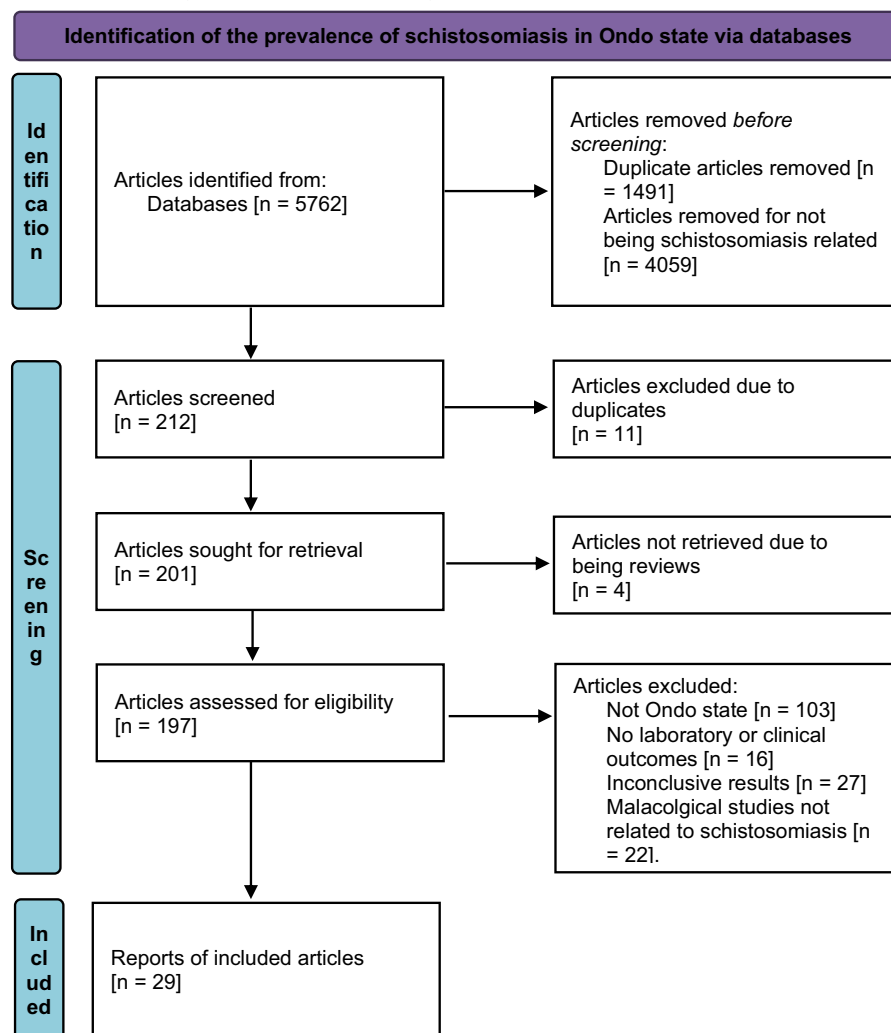 Identification of the prevalence of schistosomiasis in Ondo state via databases
Id
en
tifi
ca
tio
n
Articles identified from:
Databases [n = 5762]
Articles removed before
screening:
Duplicate articles removed [n
= 1491]
Articles removed for not
being schistosomiasis related
[n = 4059]
Sc
re
en
in
g
Articles screened
[n = 212]
Articles excluded due to
duplicates
[n = 11]
Articles sought for retrieval
[n = 201]
Articles not retrieved due to
being reviews
[n = 4]
Articles assessed for eligibility
[n = 197]
Articles excluded:
Not Ondo state [n = 103]
No laboratory or clinical
outcomes [n = 16]
Inconclusive results [n = 27]
Malacolgical studies not
related to schistosomiasis [n
= 22].
In
cl
ud
ed
Reports of included articles
[n = 29]